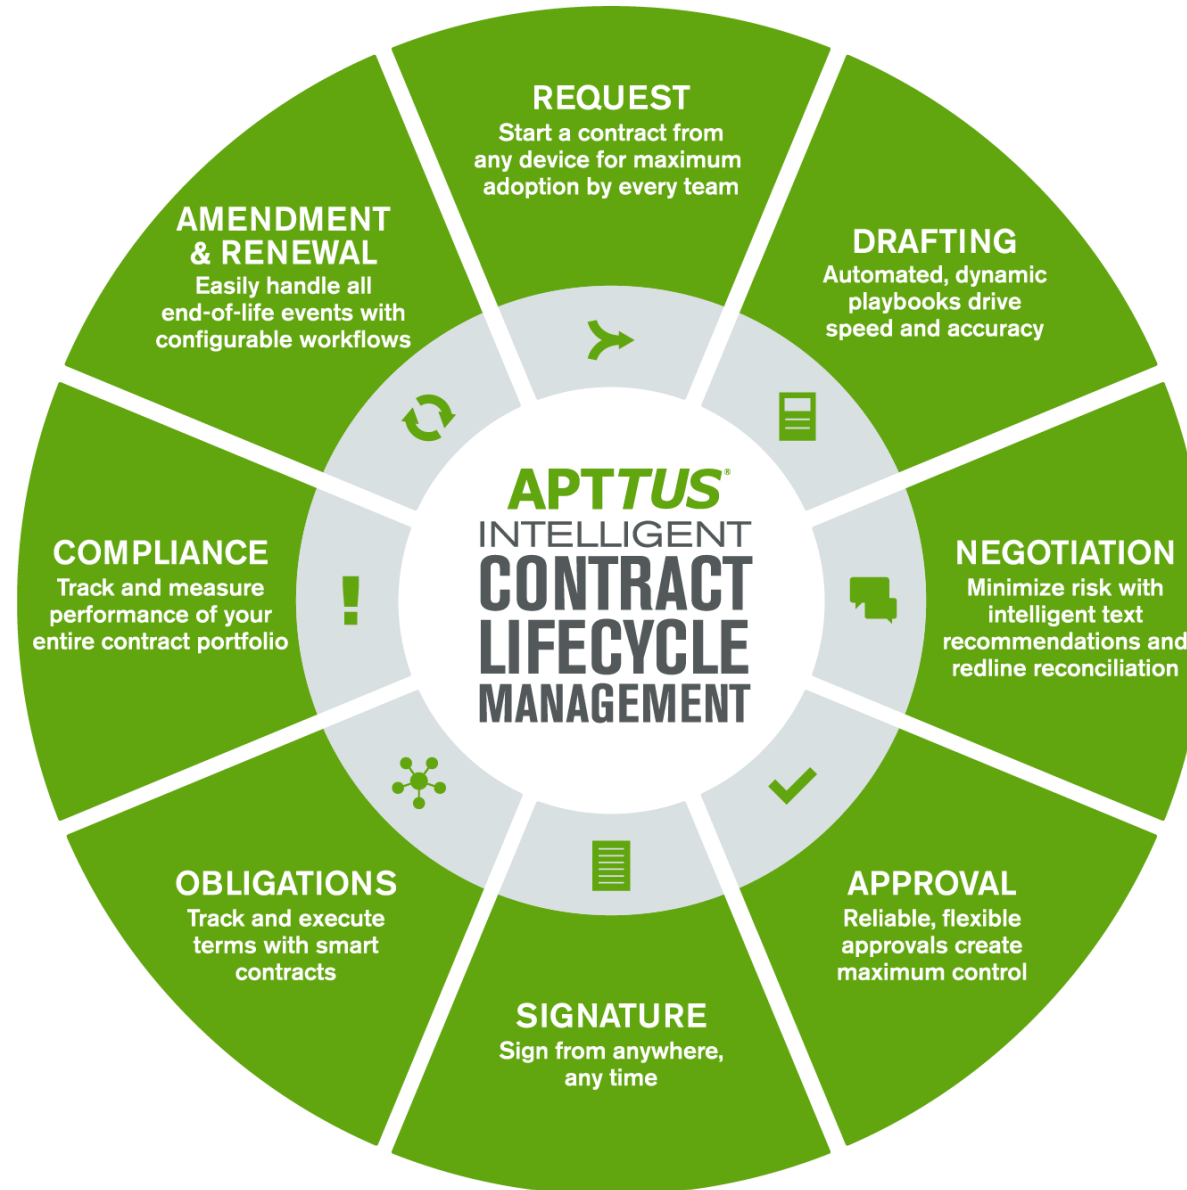 REQUEST
Start a contract from
any device for maximum
adoption by every team
DRAFTING
Automated, dynamic
playbooks drive
speed and accuracy
NEGOTIATION
Minimize risk with
intelligent text
recommendations and
redline reconciliation
APPROVAL
Reliable, flexible
approvals create
maximum control
SIGNATURE
Sign from anywhere,
any time
OBLIGATIONS
Track and execute
terms with smart
contracts
COMPLIANCE
Track and measure
performance of your
entire contract portfolio
AMENDMENT
& RENEWAL
Easily handle all
end-of-life events with
configurable workflows
APTTUS®
INTELLIGENT
CONTRACT
LIFECYCLE
MANAGEMENT